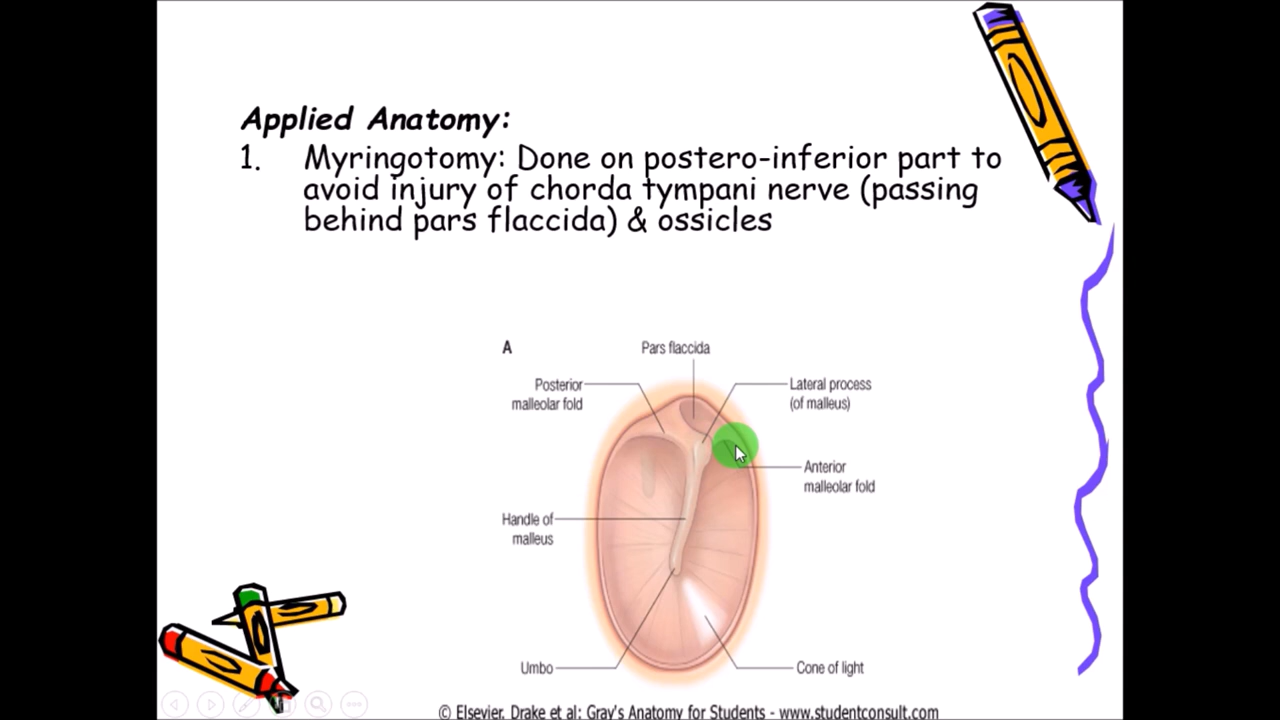 Applied Anatomy:
1. Myringotomy: Done on postero-inferior part to
avoid injury of chorda tympani nerve (passing
behind pars flaccida) & ossicles
A
Pars flaccida
Posterior
malleolar fold
Lateral process
(of malleus)
Anterior
malleolar fold
Handle of
malleus
Umbo
Cone of light
© Elsevier. Drake et al: Gray's Anatomy for Students - www.studentconsult.com